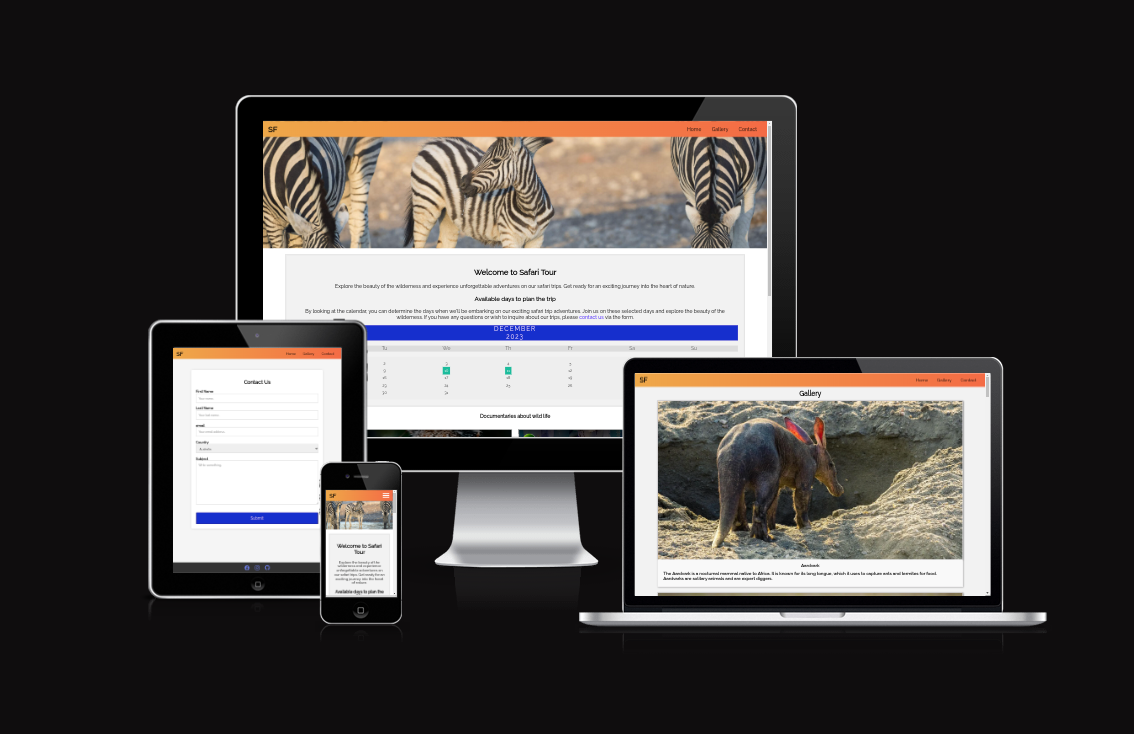 SF
Home Gallery Contact
Welcome to Safari Tour
Explore the beauty of the wilderness and experience unforgettable adventures on our safari trips. Get ready for an exciting journey into the heart of nature.
Available days to plan the trip
By looking at the calendar, you can determine the days when we'll be embarking on our exciting safari trip adventures. Join us on these selected days and explore the beauty of the
wilderness. If you have any questions or wish to inquire about our trips, please contact us via the form.
DECEMBER
2023
Tu We Th Fr Sa Su
Documentaries about wild life
SF
Home Gallery Contact
Contact Us
First Name
Last Name
email
Country
Australia
Subject
Submit
SF
Welcome to Safari
Tour
Explore the beauty of the
wilderness and experience
unforgettable adventures on
our safari trips. Get ready for an
exciting journey into the heart
of nature.
Available days to plan the
SF
Home Gallery Contact
Gallery
Aardvark
The Aardvark is a nocturnal mammal native to Africa. It is known for its long tongue, which it uses to capture ants and termites for food.
Aardvarks are solitary animals and are expert diggers.